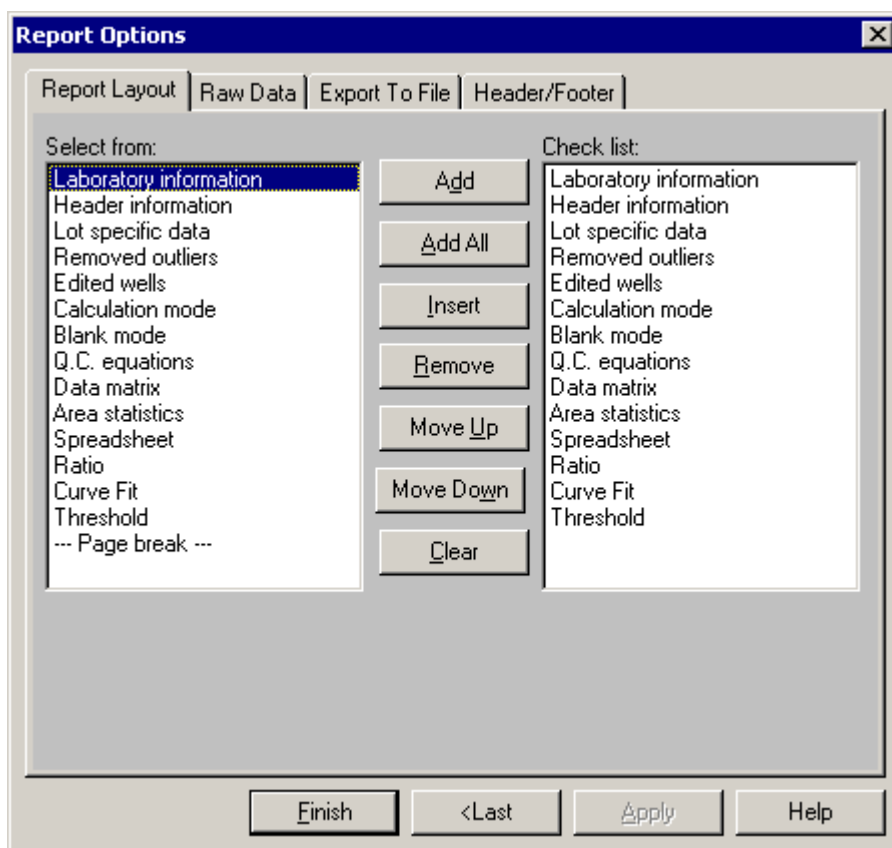 Report Options
Report Layout
Raw Data
Export To File
Header/Footer
Select from:
Laboratory information
Header information
Lot specific data
Removed outliers
Edited wells
Calculation mode
Blank mode
Q.C. equations
Data matrix
Area statistics
Spreadsheet
Ratio
Curve Fit
Threshold
--- Page break ---
Add
Add All
Insert
Remove
Move Up
Move Down
Clear
Check list:
Laboratory information
Header information
Lot specific data
Removed outliers
Edited wells
Calculation mode
Blank mode
Q.C. equations
Data matrix
Area statistics
Spreadsheet
Ratio
Curve Fit
Threshold
Finish
<Last
Apply
Help